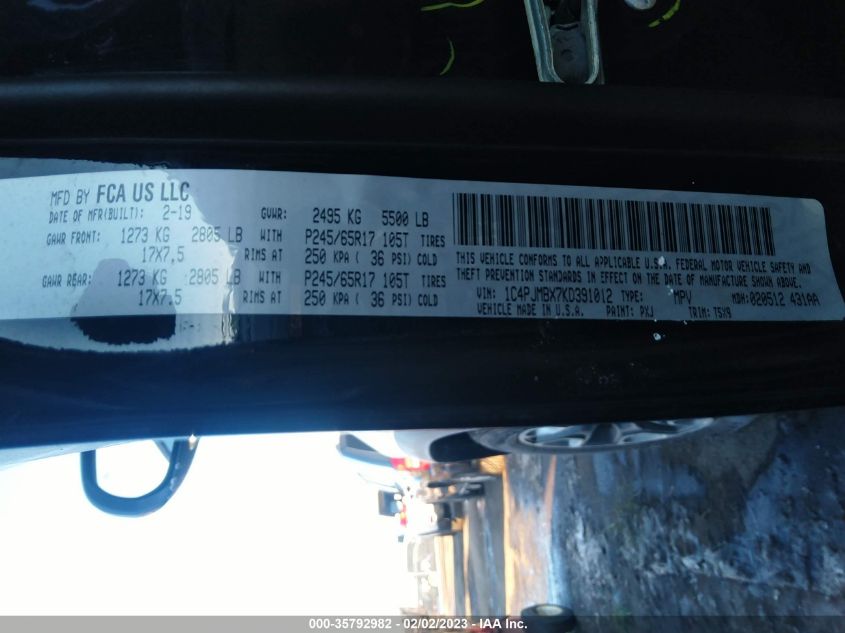 MFD BY FCA US LLC
DATE OF MFR(BUILT): 2-19 GVWR: 2495 KG 5500 LB
GAWR FRONT: 1273 KG 2805 LB WITH P245/65R17 105T TIRES
17X7.5 RIMS AT 250 KPA ( 36 PSI) COLD
GAWR REAR: 1273 KG 2805 LB WITH P245/65R17 105T TIRES
17X7.5 RIMS AT 250 KPA ( 36 PSI) COLD
THIS VEHICLE CONFORMS TO ALL APPLICABLE U.S.A. FEDERAL MOTOR VEHICLE SAFETY AND
THEFT PREVENTION STANDARDS IN EFFECT ON THE DATE OF MANUFACTURE SHOWN ABOVE.
VIN: 1C4PJMBX7KD391012 TYPE: MPV MDH:020512 431AA
VEHICLE MADE IN U.S.A. PAINT: PXJ TRIM: T5X9
000-35792982 - 02/02/2023 - IAA Inc.